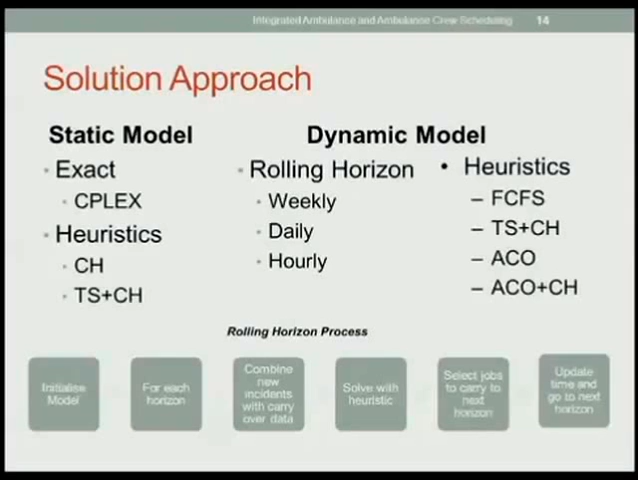 Integrated Ambulance and Ambulance Crew Scheduling 14
Solution Approach
Static Model
• Exact
• CPLEX
• Heuristics
• CH
• TS+CH
Dynamic Model
• Rolling Horizon
• Weekly
• Daily
• Hourly
• Heuristics
– FCFS
– TS+CH
– ACO
– ACO+CH
Rolling Horizon Process
Initialise
Model
For each
horizon
Combine
new
incidents
with carry
over data
Solve with
heuristic
Select jobs
to carry to
next
horizon
Update
time and
go to next
horizon